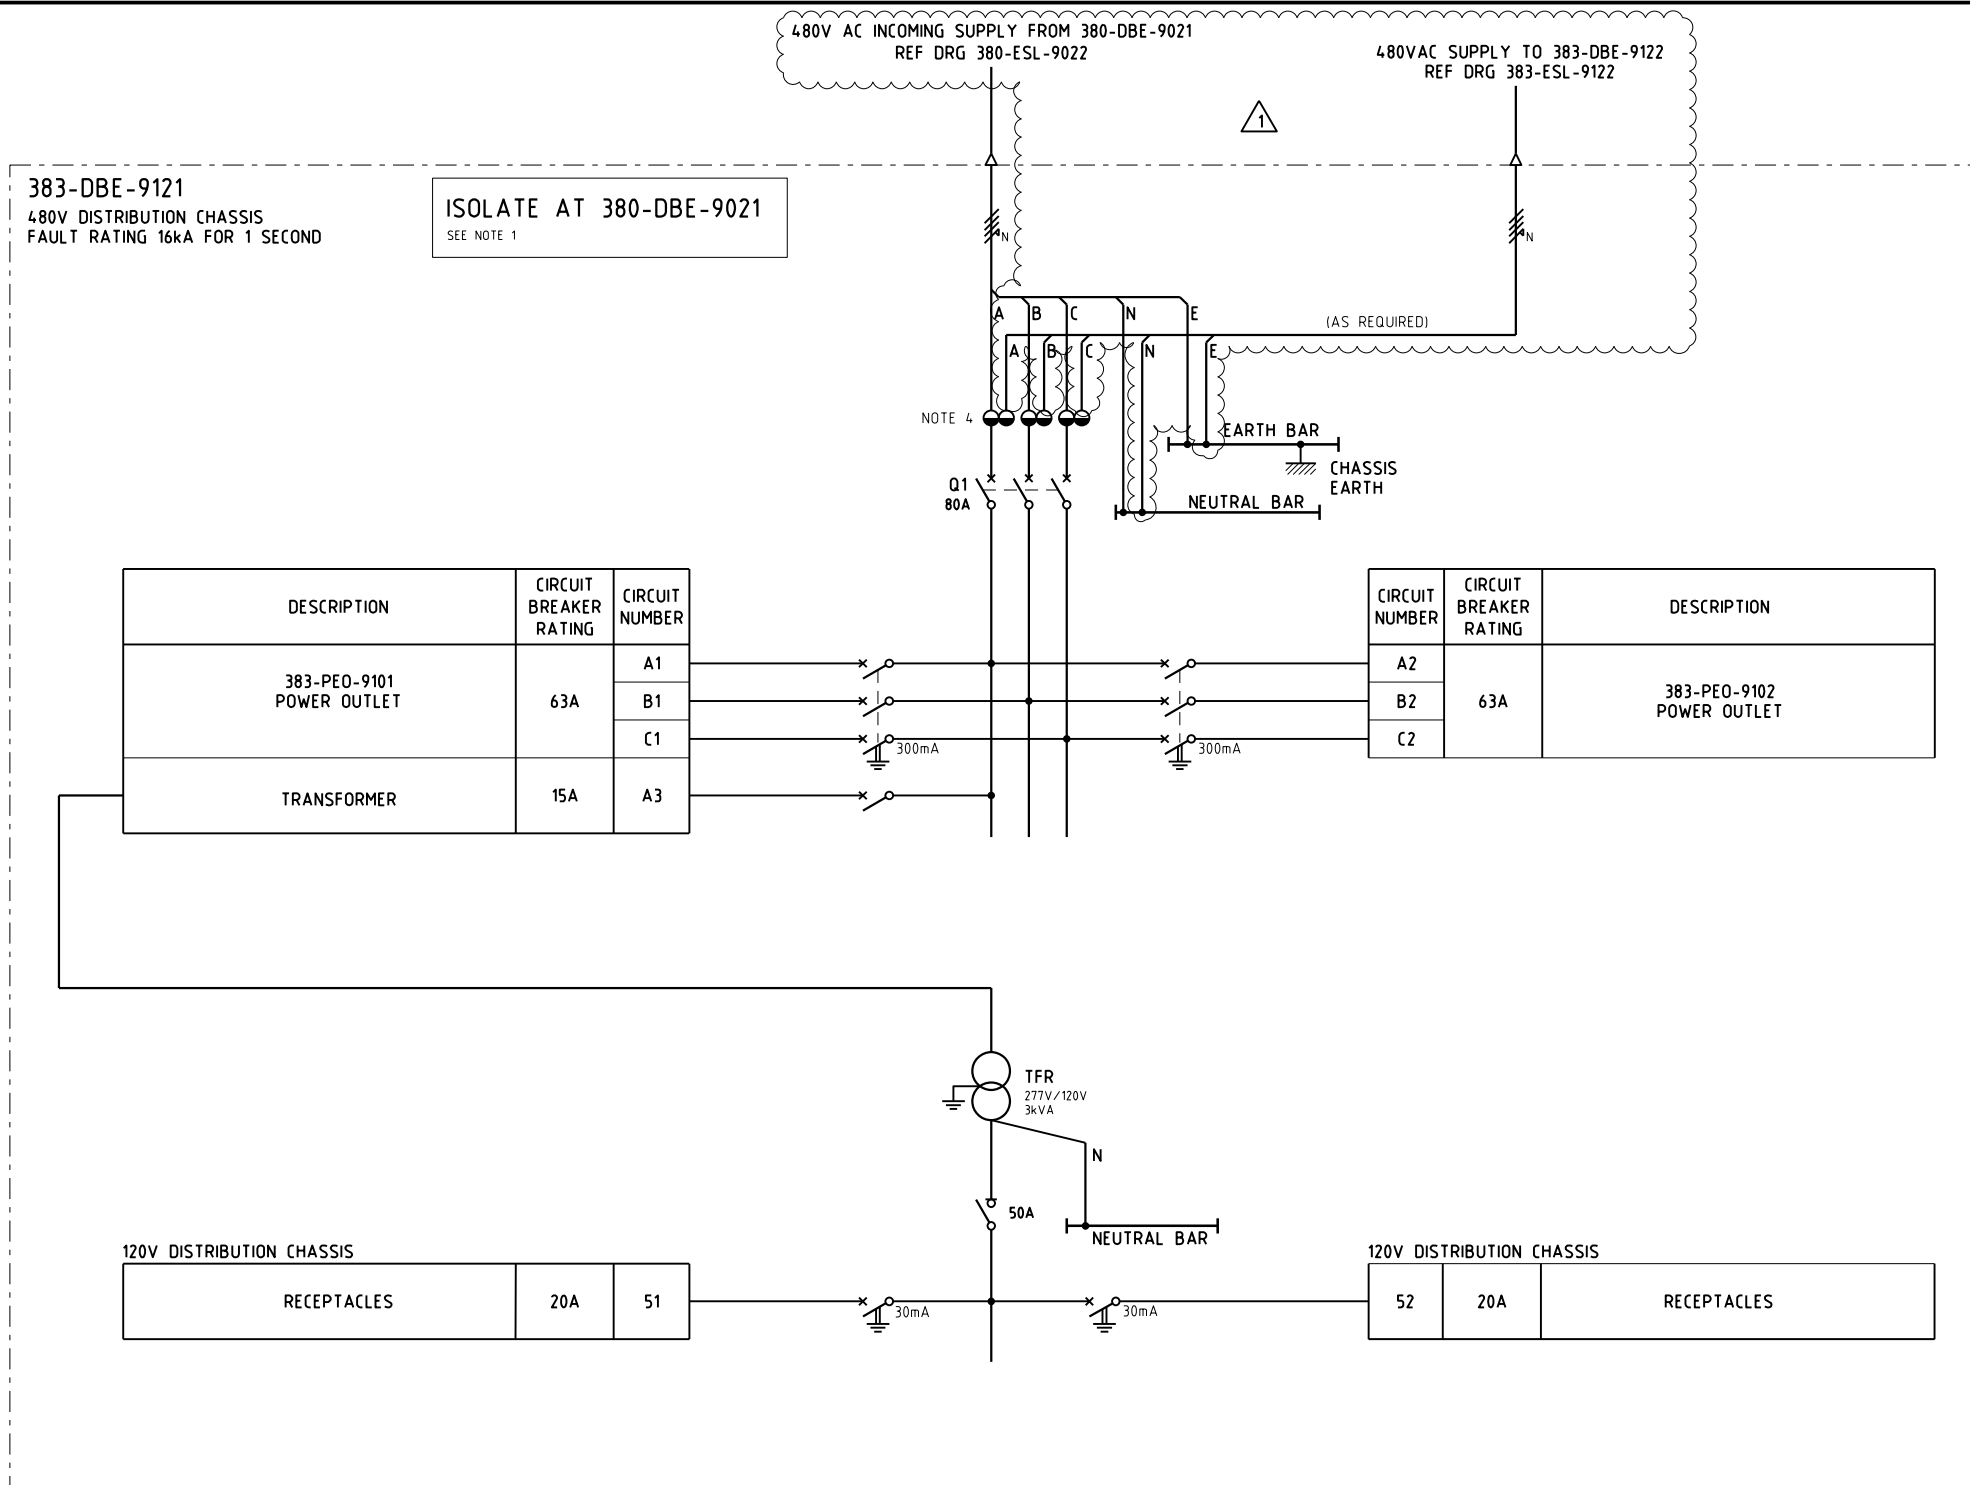 480V AC INCOMING SUPPLY FROM 380-DBE-9021
REF DRG 380-ESL-9022
480VAC SUPPLY TO 383-DBE-9122
REF DRG 383-ESL-9122
1
383-DBE-9121
480V DISTRIBUTION CHASSIS
FAULT RATING 16kA FOR 1 SECOND
ISOLATE AT 380-DBE-9021
SEE NOTE 1
N
N
A B C N E
(AS REQUIRED)
A B C N E
NOTE 4
EARTH BAR
CHASSIS
EARTH
Q1
80A
NEUTRAL BAR
DESCRIPTION
CIRCUIT
BREAKER
RATING
CIRCUIT
NUMBER
383-PEO-9101
POWER OUTLET
63A
A1
B1
C1
300mA
TRANSFORMER
15A
A3
CIRCUIT
NUMBER
CIRCUIT
BREAKER
RATING
DESCRIPTION
300mA
A2
B2
C2
63A
383-PEO-9102
POWER OUTLET
TFR
277V/120V
3kVA
N
50A
NEUTRAL BAR
120V DISTRIBUTION CHASSIS
RECEPTACLES
20A
51
30mA
30mA
120V DISTRIBUTION CHASSIS
52
20A
RECEPTACLES